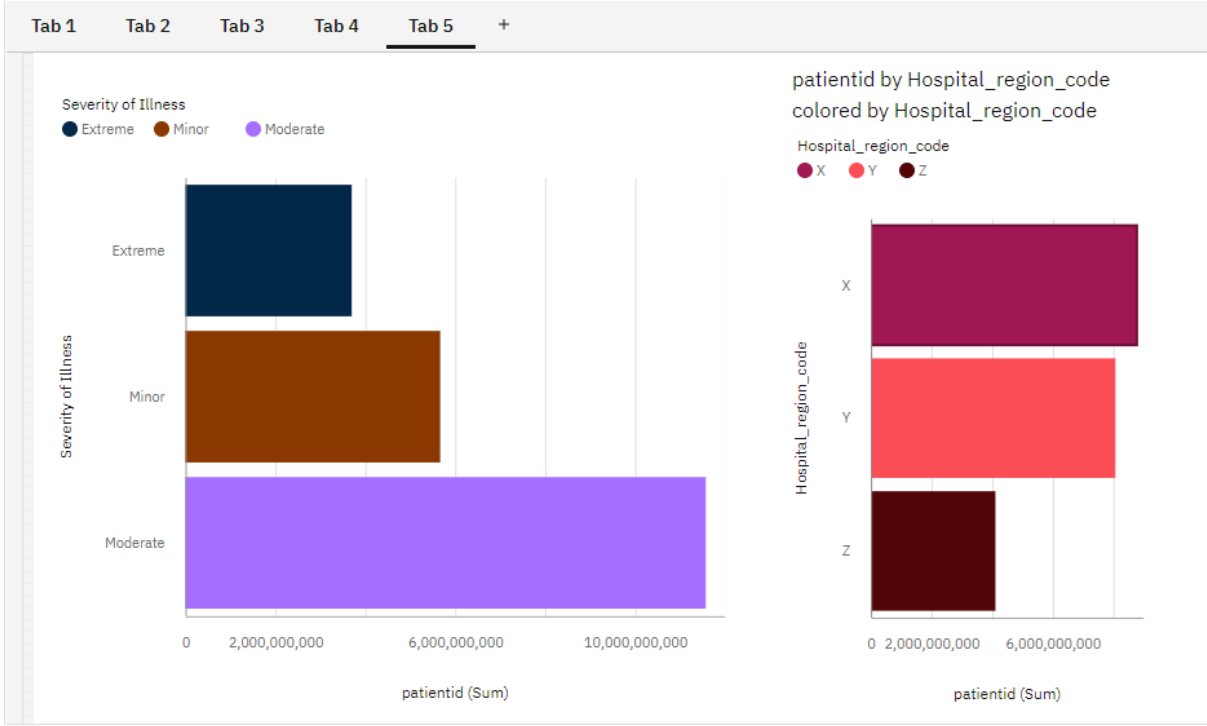 Tab 1 Tab 2 Tab 3 Tab 4 Tab 5 +
Severity of Illness
Extreme Minor Moderate
Extreme
Minor
Moderate
Severity of Illness
0 2,000,000,000 6,000,000,000 10,000,000,000
patientid (Sum)
patientid by Hospital_region_code
colored by Hospital_region_code
Hospital_region_code
X Y Z
X
Y
Z
Hospital_region_code
0 2,000,000,000 6,000,000,000
patientid (Sum)